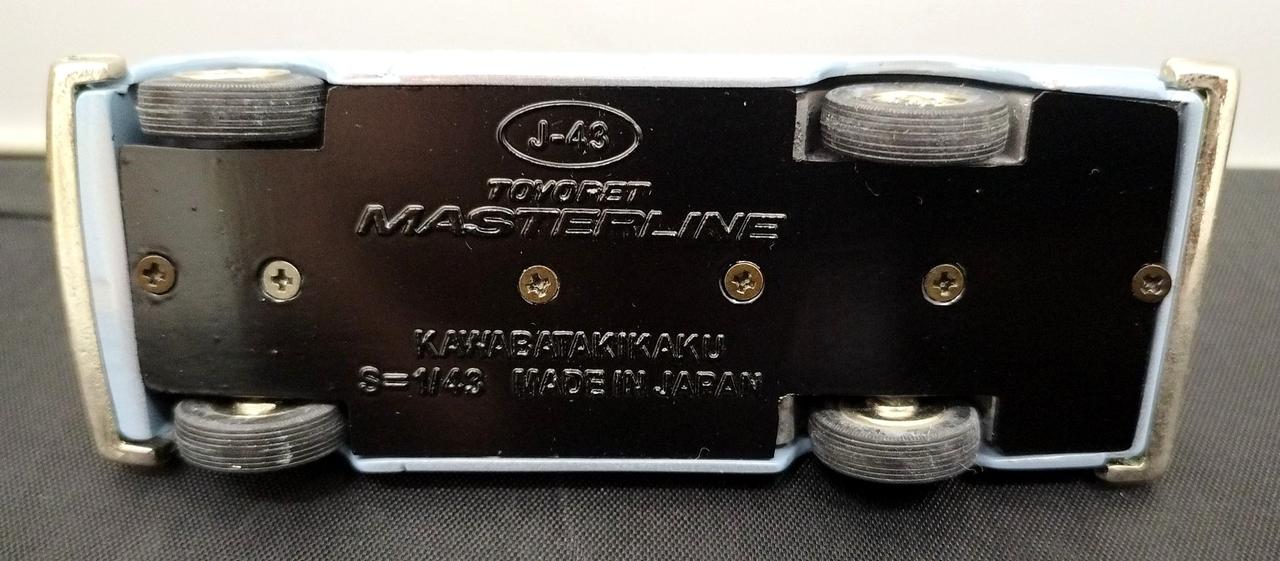 J-43
TOYOPET
MASTERLINE
KAWABATAKIKAKU
S=1/43 MADE IN JAPAN